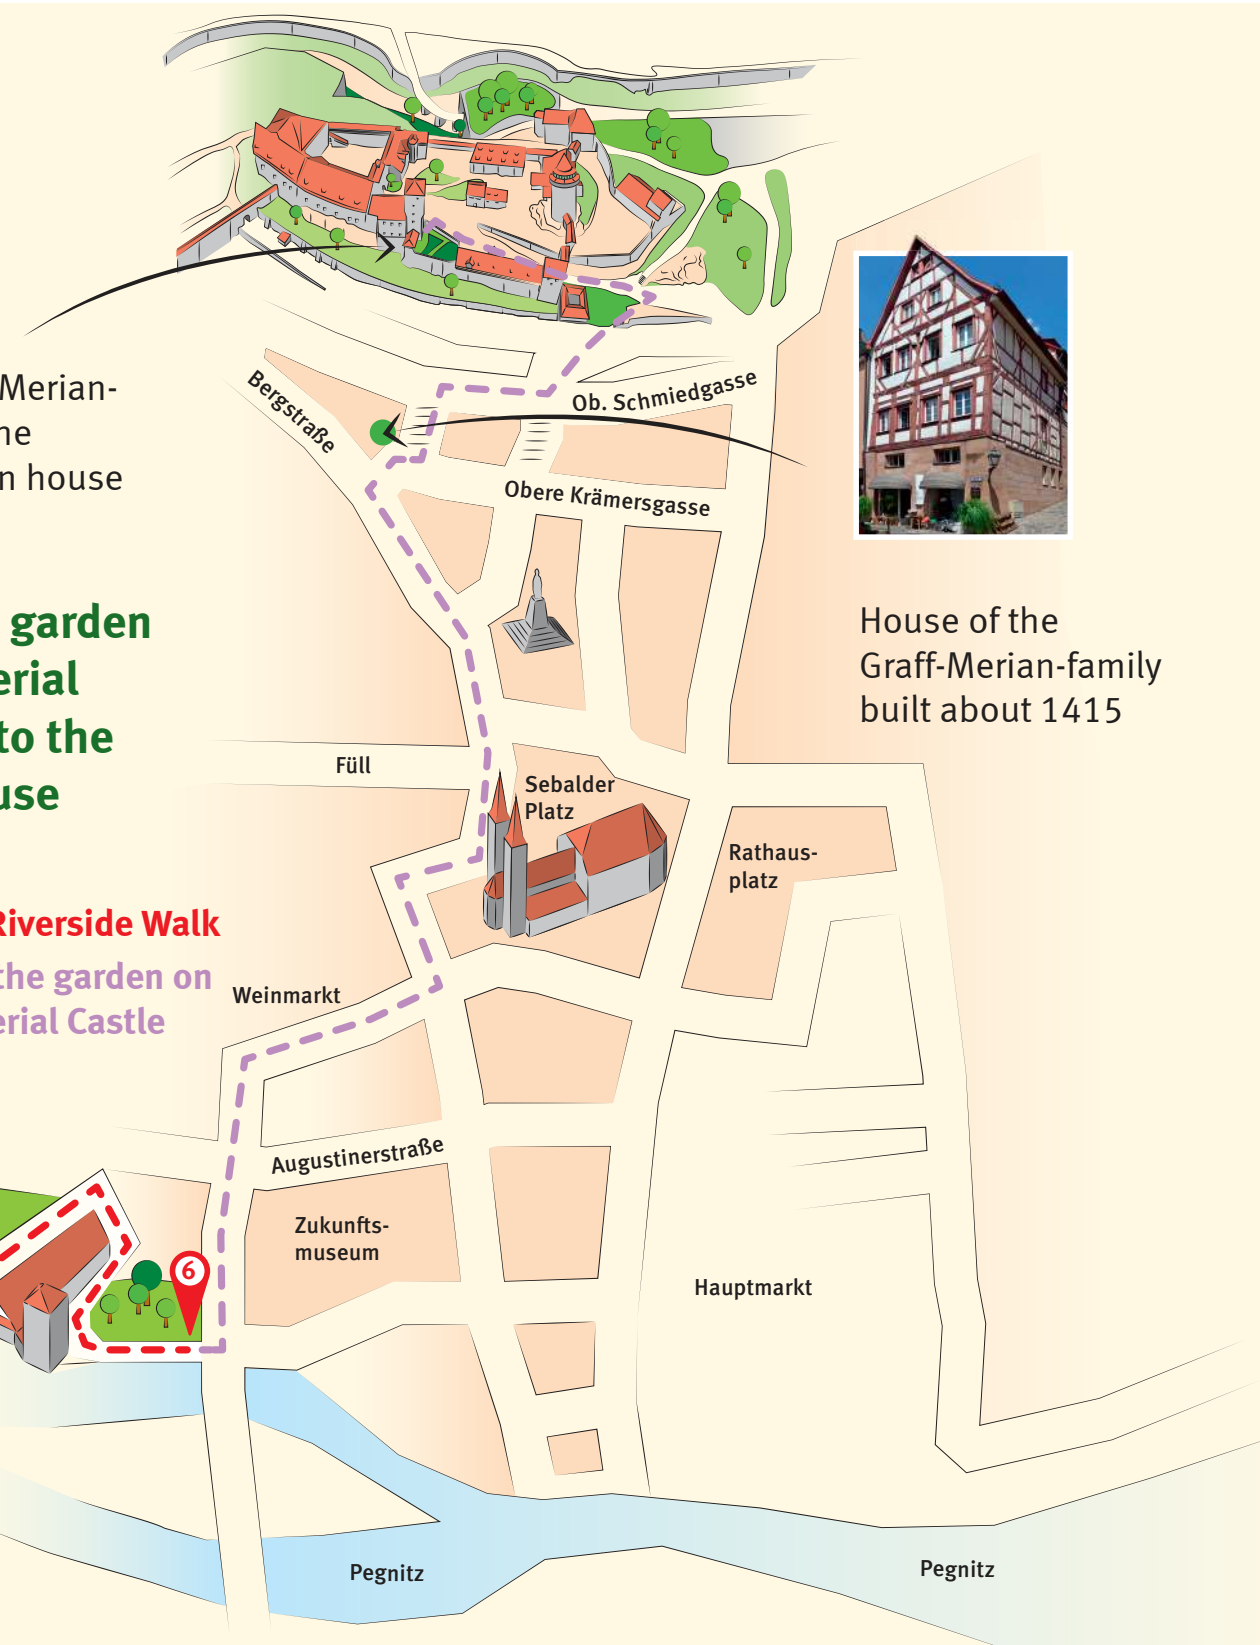 Merian-
he
n house
garden
erial
to the
use
Riverside Walk
the garden on
erial Castle
Bergstraße
Ob. Schmiedgasse
Obere Krämersgasse
House of the
Graff-Merian-family
built about 1415
Füll
Sebalder
Platz
Rathaus-
platz
Weinmarkt
Augustinerstraße
Zukunfts-
museum
6
Hauptmarkt
Pegnitz
Pegnitz